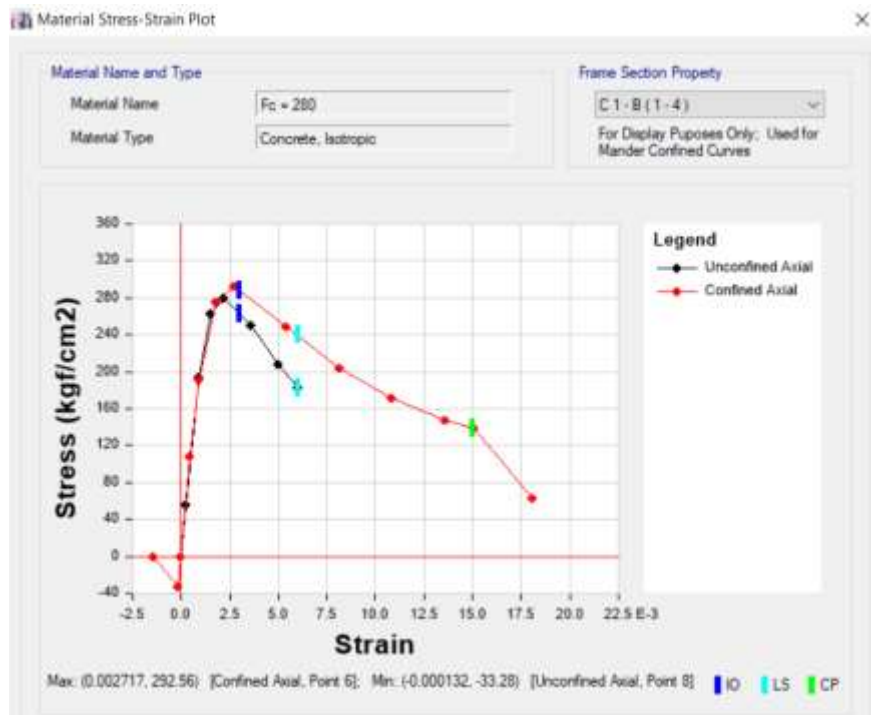 Material Stress-Strain Plot
Material Name and Type
Material Name
Fc = 280
Material Type
Concrete, Isotropic
Frame Section Property
C 1 - B ( 1 - 4 )
For Display Puposes Only; Used for
Mander Confined Curves
Legend
Unconfined Axial
Confined Axial
Stress (kgf/cm2)
360
320
280
240
200
160
120
80
40
0
-40
-2.5 0.0 2.5 5.0 7.5 10.0 12.5 15.0 17.5 20.0 22.5 E-3
Strain
Max: (0.002717, 292.56) [Confined Axial, Point 6]; Min: (-0.000132, -33.28) [Unconfined Axial, Point 8]
IO LS CP